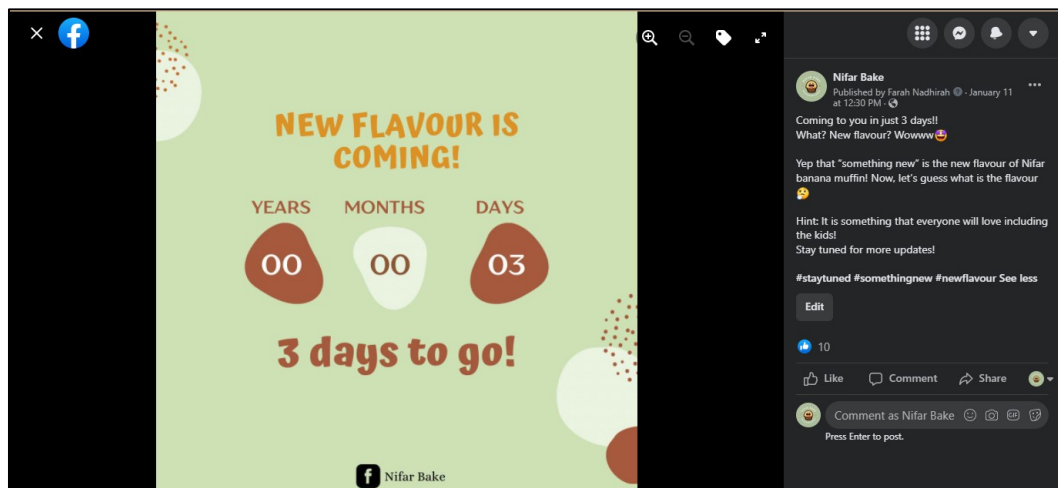 NEW FLAVOUR IS
COMING!
YEARS MONTHS DAYS
00 00 03
3 days to go!
Nifar Bake
Nifar Bake
Published by Farah Nadhirah · January 11
at 12:30 PM ·
Coming to you in just 3 days!!
What? New flavour? Wowww🤩
Yep that "something new" is the new flavour of Nifar
banana muffin! Now, let's guess what is the flavour
🤔
Hint: It is something that everyone will love including
the kids!
Stay tuned for more updates!
#staytuned #somethingnew #newflavour See less
Edit
10
Like Comment Share
Comment as Nifar Bake GIF
Press Enter to post.